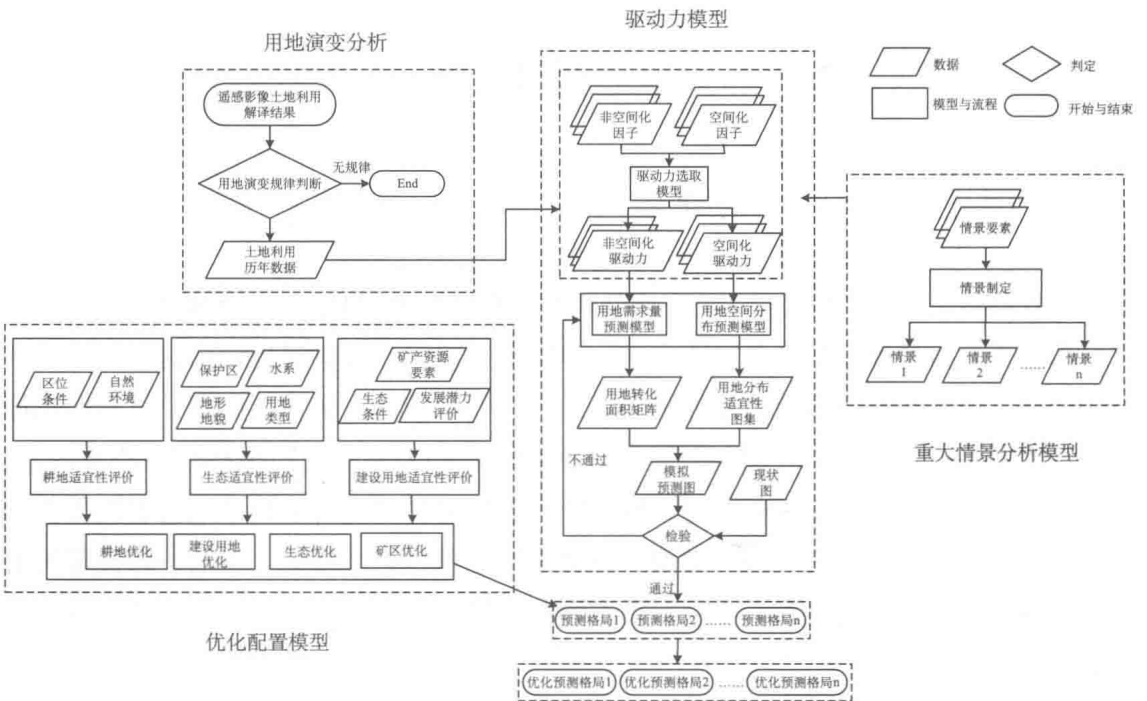 驱动力模型
用地演变分析
数据
判定
模型与流程
开始与结束
遥感影像土地利用
解译结果
用地演变规律判断
无规律
End
土地利用
历年数据
非空间化
因子
空间化
因子
驱动力选取
模型
非空间化
驱动力
空间化
驱动力
用地需求量
预测模型
用地空间分
布预测模型
用地转化
面积矩阵
用地分布
适宜性
图集
不通过
模拟
预测图
现状
图
检验
通过
情景要素
情景制定
情景
1
情景
2
……
情景
n
重大情景分析模型
区位
条件
自然
环境
保护区
水系
地形
地貌
用地
类型
矿产资源
要素
生态
条件
发展潜力
评价
耕地适宜性评价
生态适宜性评价
建设用地适宜性评价
耕地优化
建设用地
优化
生态优化
矿区优化
优化配置模型
预测格局1
预测格局2
……
预测格局n
优化预测格局1
优化预测格局2
……
优化预测格局n